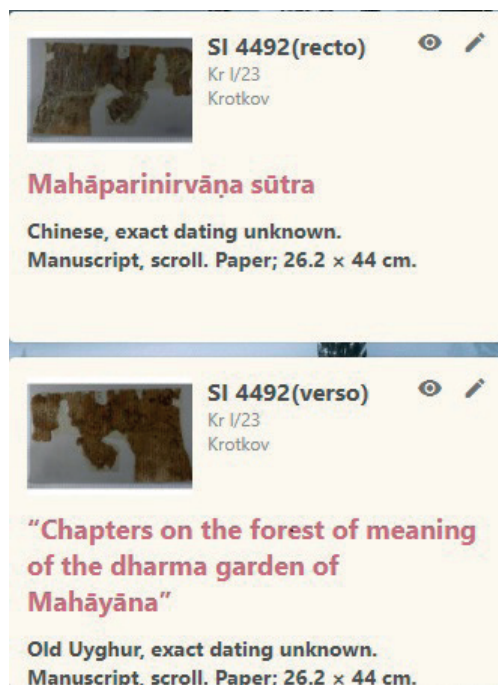 SI 4492(recto)
Kr I/23
Krotkov
Mahāparinirvāṇa sūtra
Chinese, exact dating unknown.
Manuscript, scroll. Paper; 26.2 × 44 cm.
SI 4492(verso)
Kr I/23
Krotkov
“Chapters on the forest of meaning
of the dharma garden of
Mahāyāna”
Old Uyghur, exact dating unknown.
Manuscript, scroll. Paper; 26.2 × 44 cm.